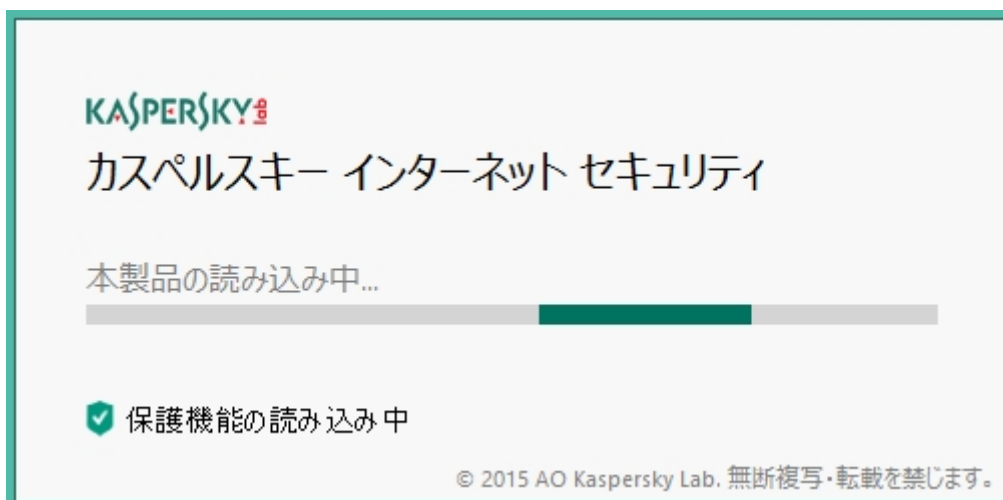 KASPERSKY lab
カスペルスキー インターネット セキュリティ
本製品の読み込み中...
保護機能の読み込み中
© 2015 AO Kaspersky Lab. 無断複写・転載を禁じます。